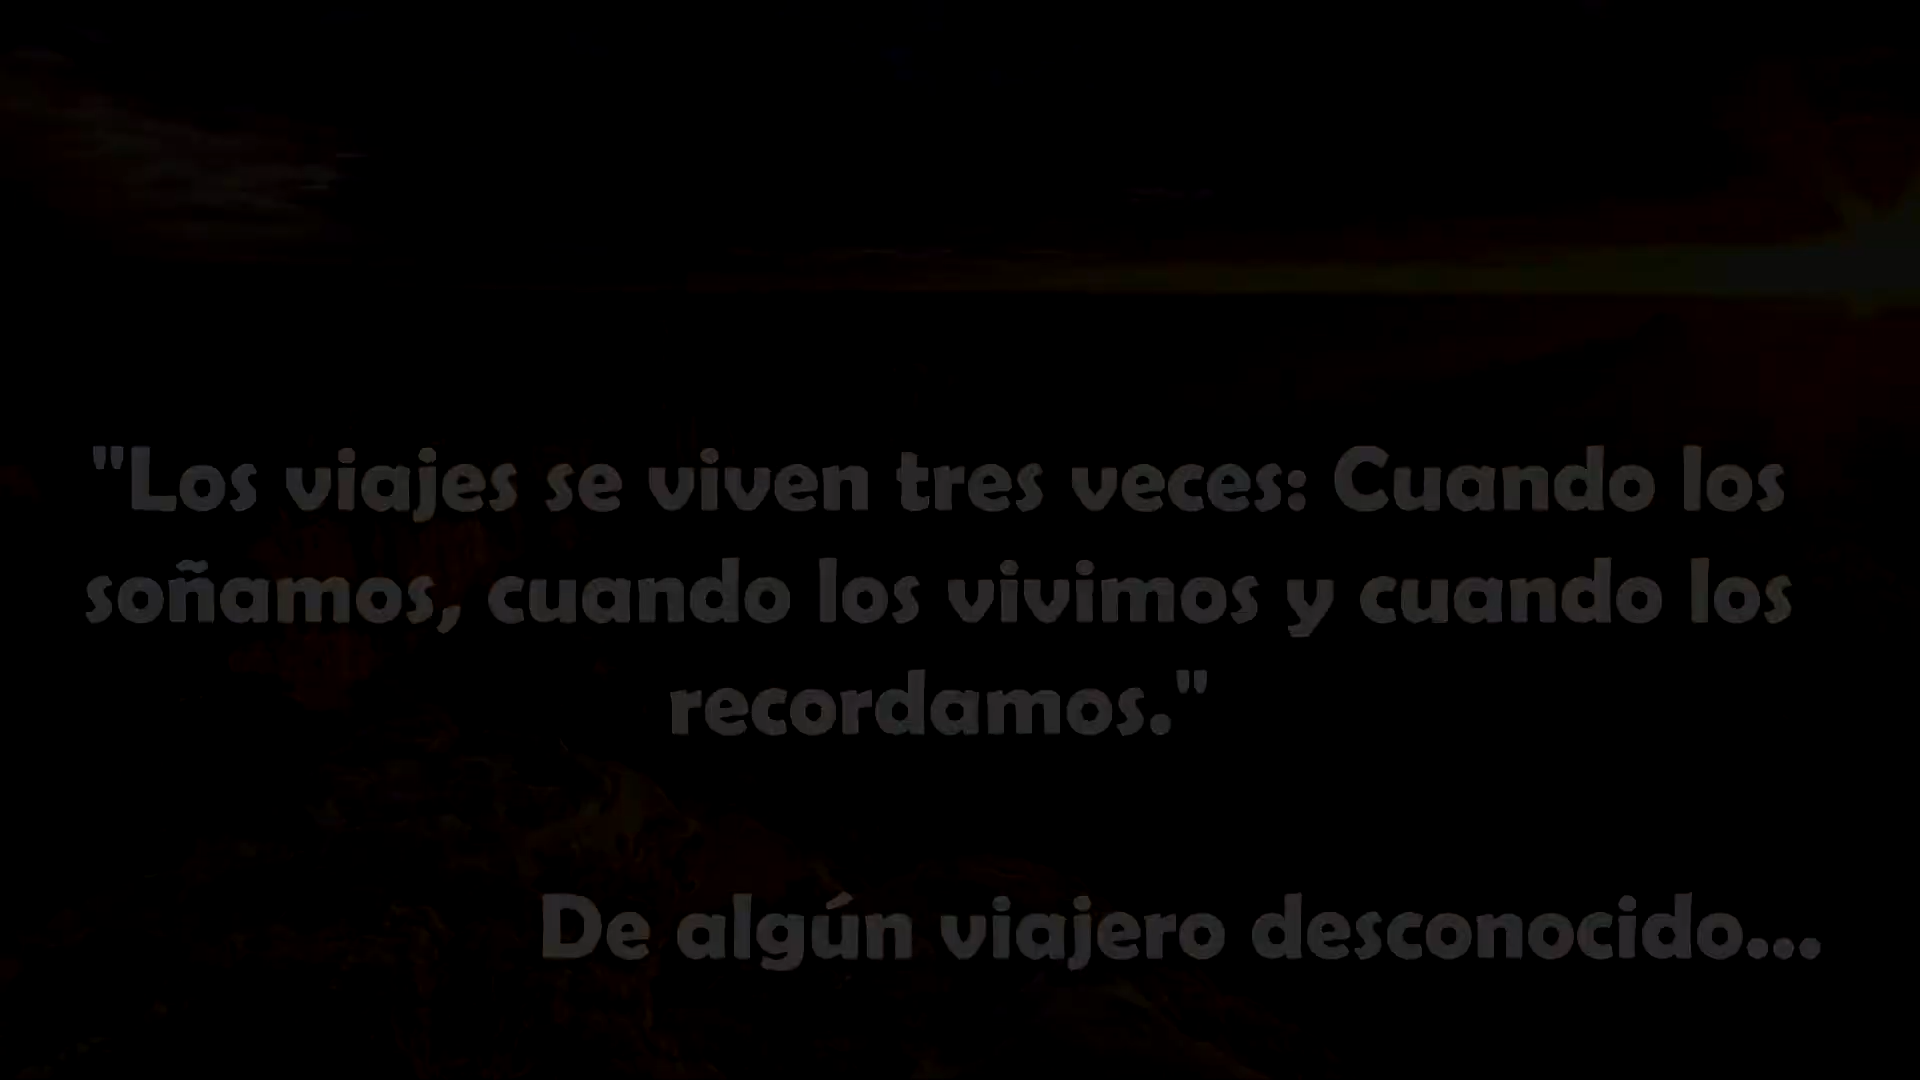 "Los viajes se viven tres veces: Cuando los
soñamos, cuando los vivimos y cuando los
recordamos."
De algún viajero desconocido...